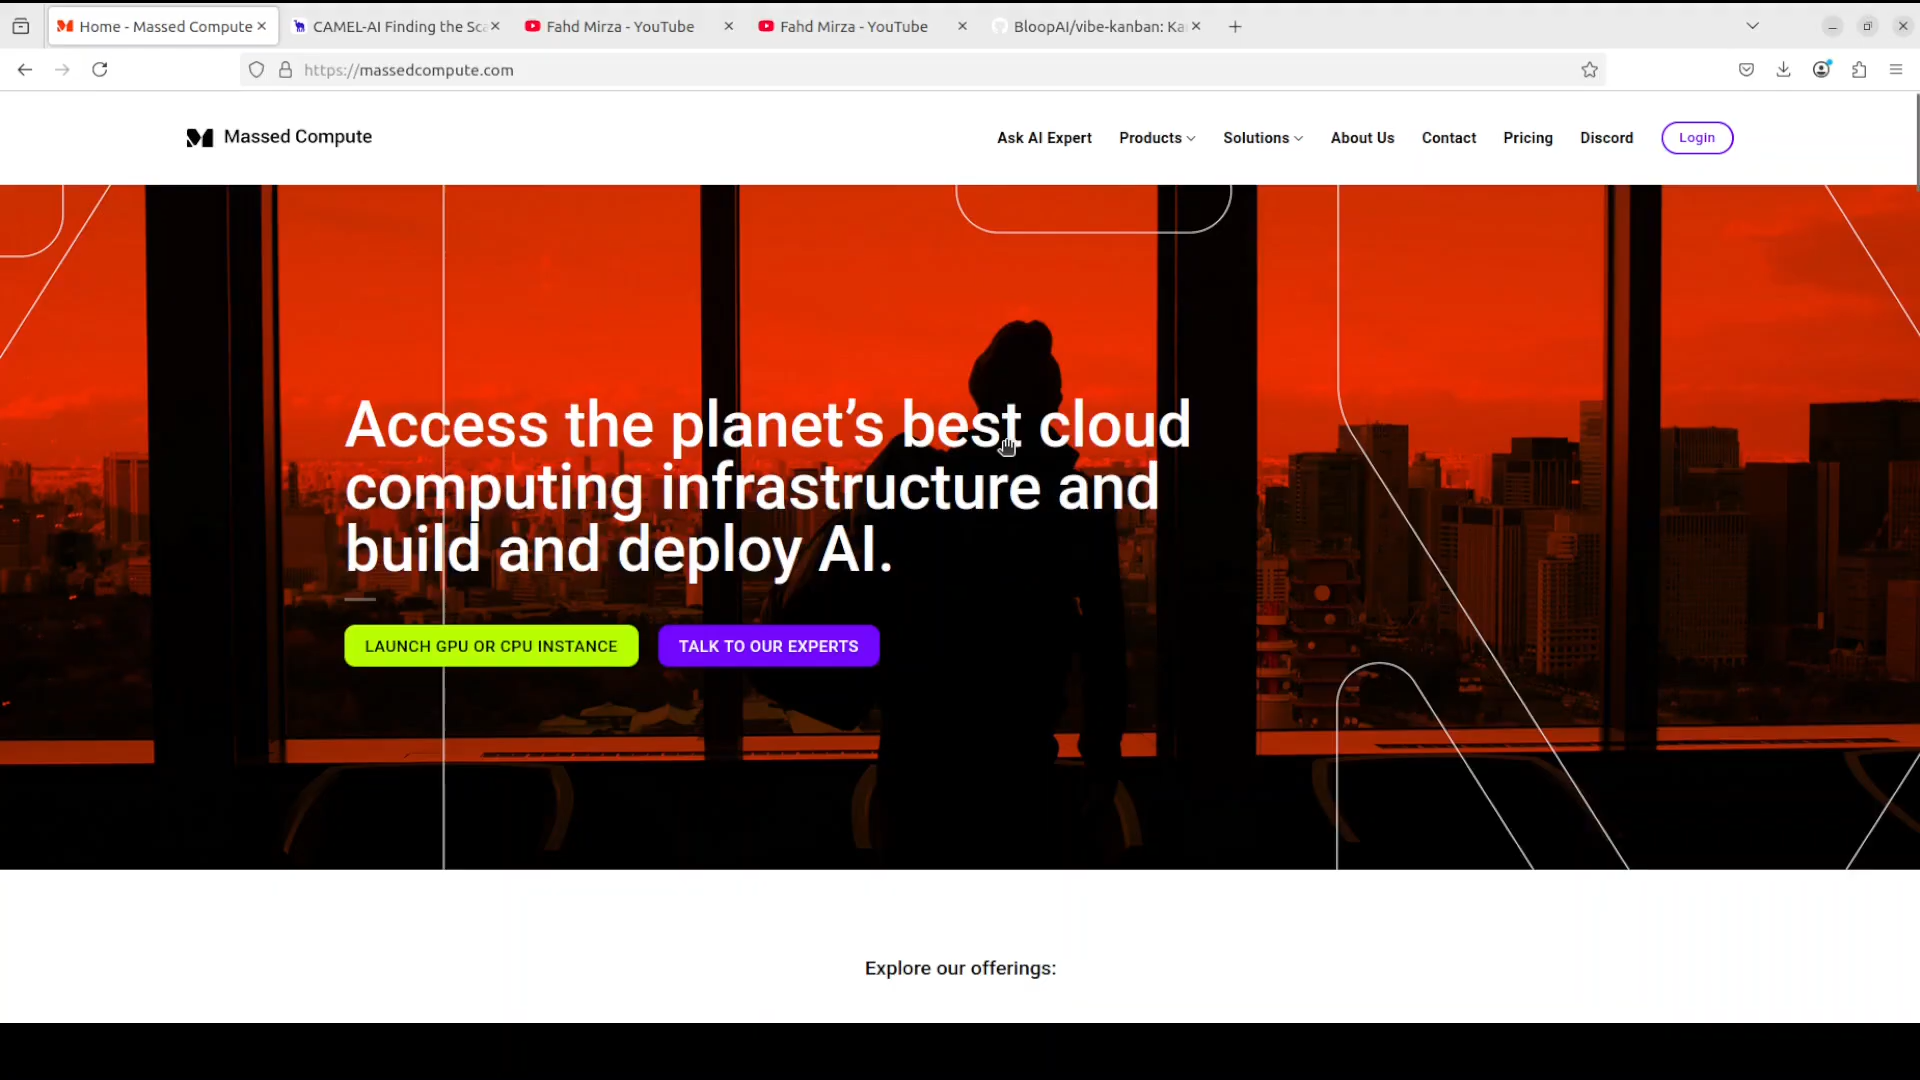 Home - Massed Compute
CAMEL-AI Finding the Sca
Fahd Mirza - YouTube
Fahd Mirza - YouTube
BloopAI/vibe-kanban: Ka
https://massedcompute.com
Massed Compute
Ask AI Expert
Products
Solutions
About Us
Contact
Pricing
Discord
Login
Access the planet’s best cloud
computing infrastructure and
build and deploy AI.
LAUNCH GPU OR CPU INSTANCE
TALK TO OUR EXPERTS
Explore our offerings: